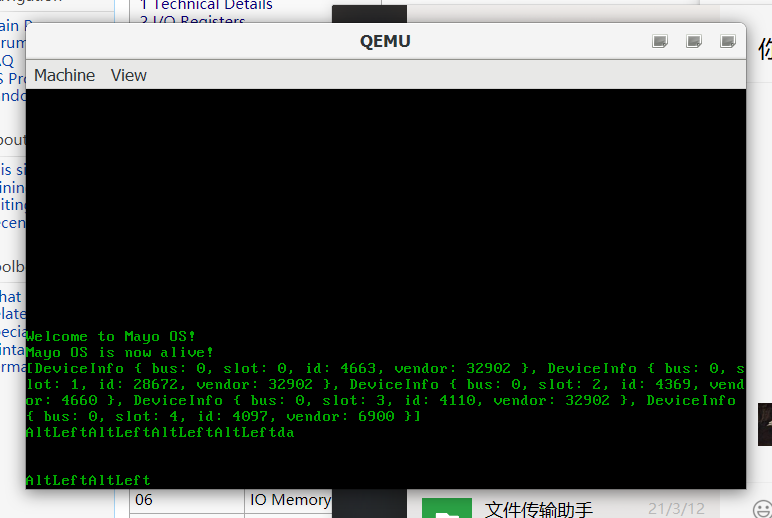 1 Technical Details
2 I/O Registers
QEMU
Machine View
Welcome to Mayo OS!
Mayo OS is now alive!
[DeviceInfo { bus: 0, slot: 0, id: 4663, vendor: 32902 }, DeviceInfo { bus: 0, s
lot: 1, id: 28672, vendor: 32902 }, DeviceInfo { bus: 0, slot: 2, id: 4369, vend
or: 4660 }, DeviceInfo { bus: 0, slot: 3, id: 4110, vendor: 32902 }, DeviceInfo
{ bus: 0, slot: 4, id: 4097, vendor: 6900 }]
AltLeftAltLeftAltLeftAltLeftda
AltLeftAltLeft
06 IO Memory
文件传输助手 21/3/12